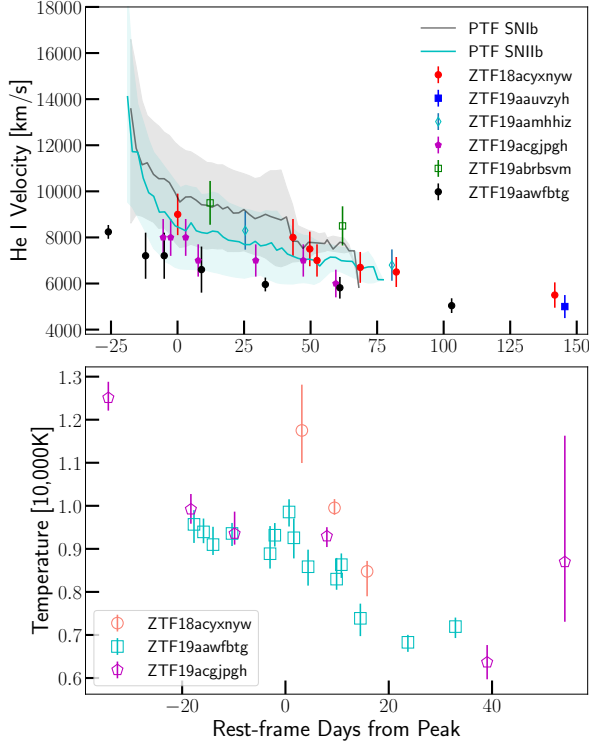 18000
16000
14000
12000
10000
8000
6000
4000
He I Velocity [km/s]
PTF SNIb
PTF SNIIb
ZTF18acyxnyw
ZTF19aauvzyh
ZTF19aamhhiz
ZTF19acgjpgh
ZTF19abrbsvm
ZTF19aawfbtg
−25 0 25 50 75 100 125 150
1.3
1.2
1.1
1.0
0.9
0.8
0.7
0.6
Temperature [10,000K]
ZTF18acyxnyw
ZTF19aawfbtg
ZTF19acgjpgh
−20 0 20 40
Rest-frame Days from Peak